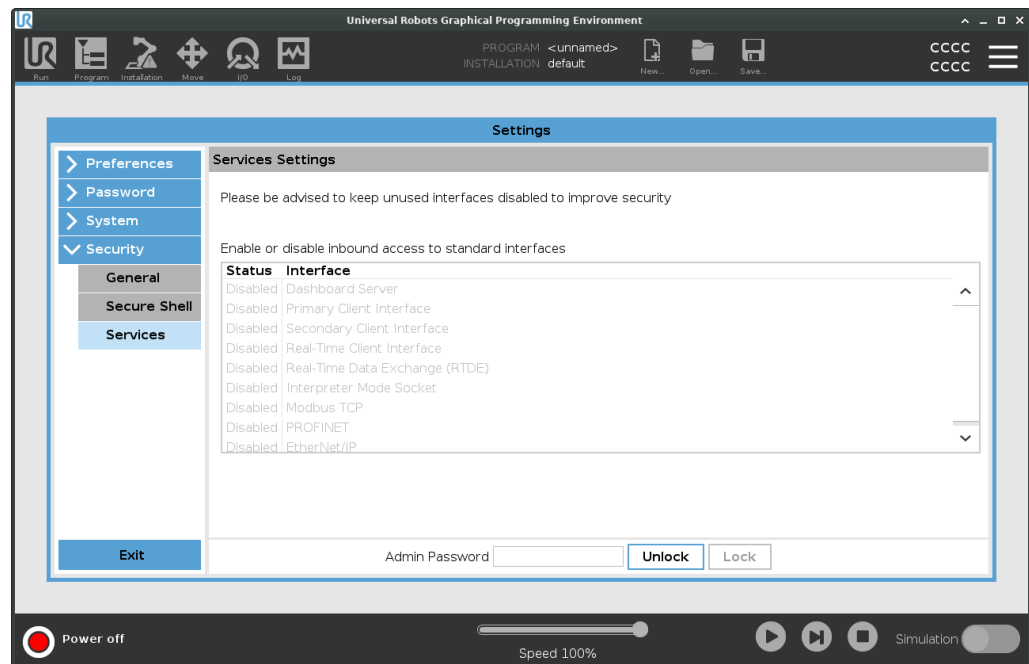 UR
Universal Robots Graphical Programming Environment
UR
Run
Program
Installation
Move
I/O
Log
PROGRAM <unnamed>
INSTALLATION default
New...
Open...
Save...
CCCC
CCCC
Settings
Preferences
Password
System
Security
General
Secure Shell
Services
Exit
Services Settings
Please be advised to keep unused interfaces disabled to improve security
Enable or disable inbound access to standard interfaces
Status Interface
Disabled Dashboard Server
Disabled Primary Client Interface
Disabled Secondary Client Interface
Disabled Real-Time Client Interface
Disabled Real-Time Data Exchange (RTDE)
Disabled Interpreter Mode Socket
Disabled Modbus TCP
Disabled PROFINET
Disabled EtherNet/IP
Admin Password
Unlock
Lock
Power off
Speed 100%
Simulation